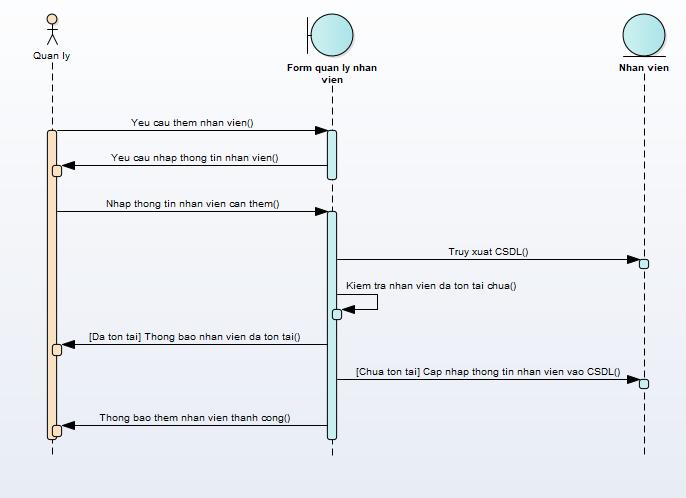 Quan ly
Form quan ly nhan
vien
Nhan vien
Yeu cau them nhan vien()
Yeu cau nhap thong tin nhan vien()
Nhap thong tin nhan vien can them()
Truy xuat CSDL()
Kiem tra nhan vien da ton tai chua()
[Da ton tai] Thong bao nhan vien da ton tai()
[Chua ton tai] Cap nhap thong tin nhan vien vao CSDL()
Thong bao them nhan vien thanh cong()